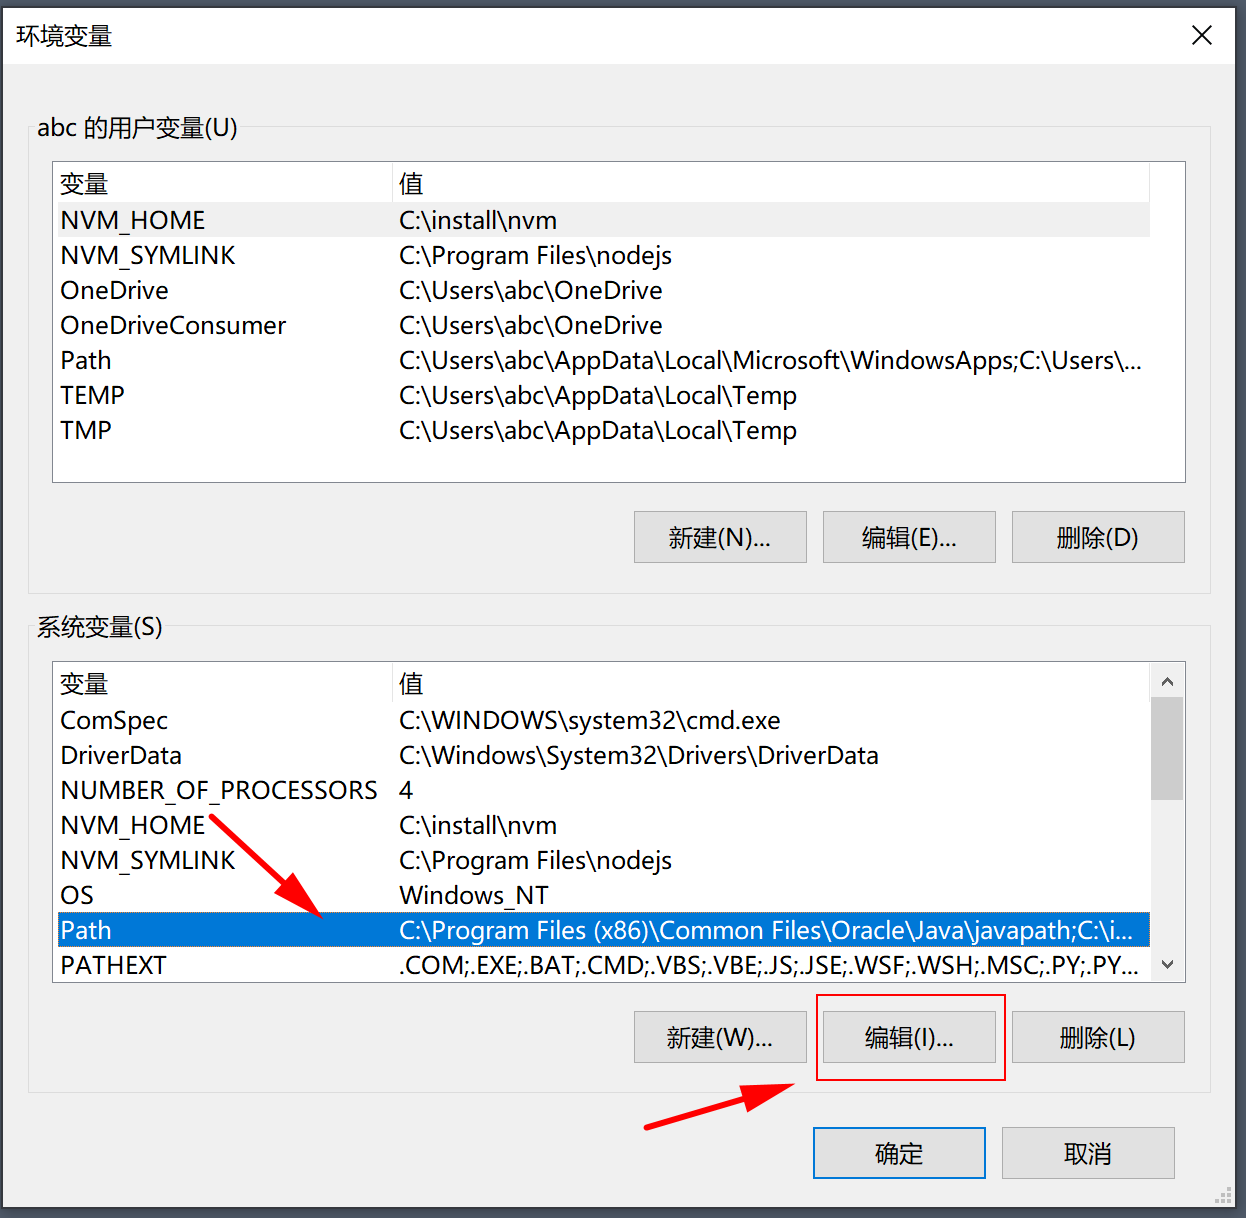 环境变量
abc 的用户变量(U)
变量 值
NVM_HOME C:\install\nvm
NVM_SYMLINK C:\Program Files\nodejs
OneDrive C:\Users\abc\OneDrive
OneDriveConsumer C:\Users\abc\OneDrive
Path C:\Users\abc\AppData\Local\Microsoft\WindowsApps;C:\Users\...
TEMP C:\Users\abc\AppData\Local\Temp
TMP C:\Users\abc\AppData\Local\Temp
新建(N)... 编辑(E)... 删除(D)
系统变量(S)
变量 值
ComSpec C:\WINDOWS\system32\cmd.exe
DriverData C:\Windows\System32\Drivers\DriverData
NUMBER_OF_PROCESSORS 4
NVM_HOME C:\install\nvm
NVM_SYMLINK C:\Program Files\nodejs
OS Windows_NT
Path C:\Program Files (x86)\Common Files\Oracle\Java\javapath;C:\i...
PATHEXT .COM;.EXE;.BAT;.CMD;.VBS;.VBE;.JS;.JSE;.WSF;.WSH;.MSC;.PY;.PY...
新建(W)... 编辑(I)... 删除(L)
确定 取消